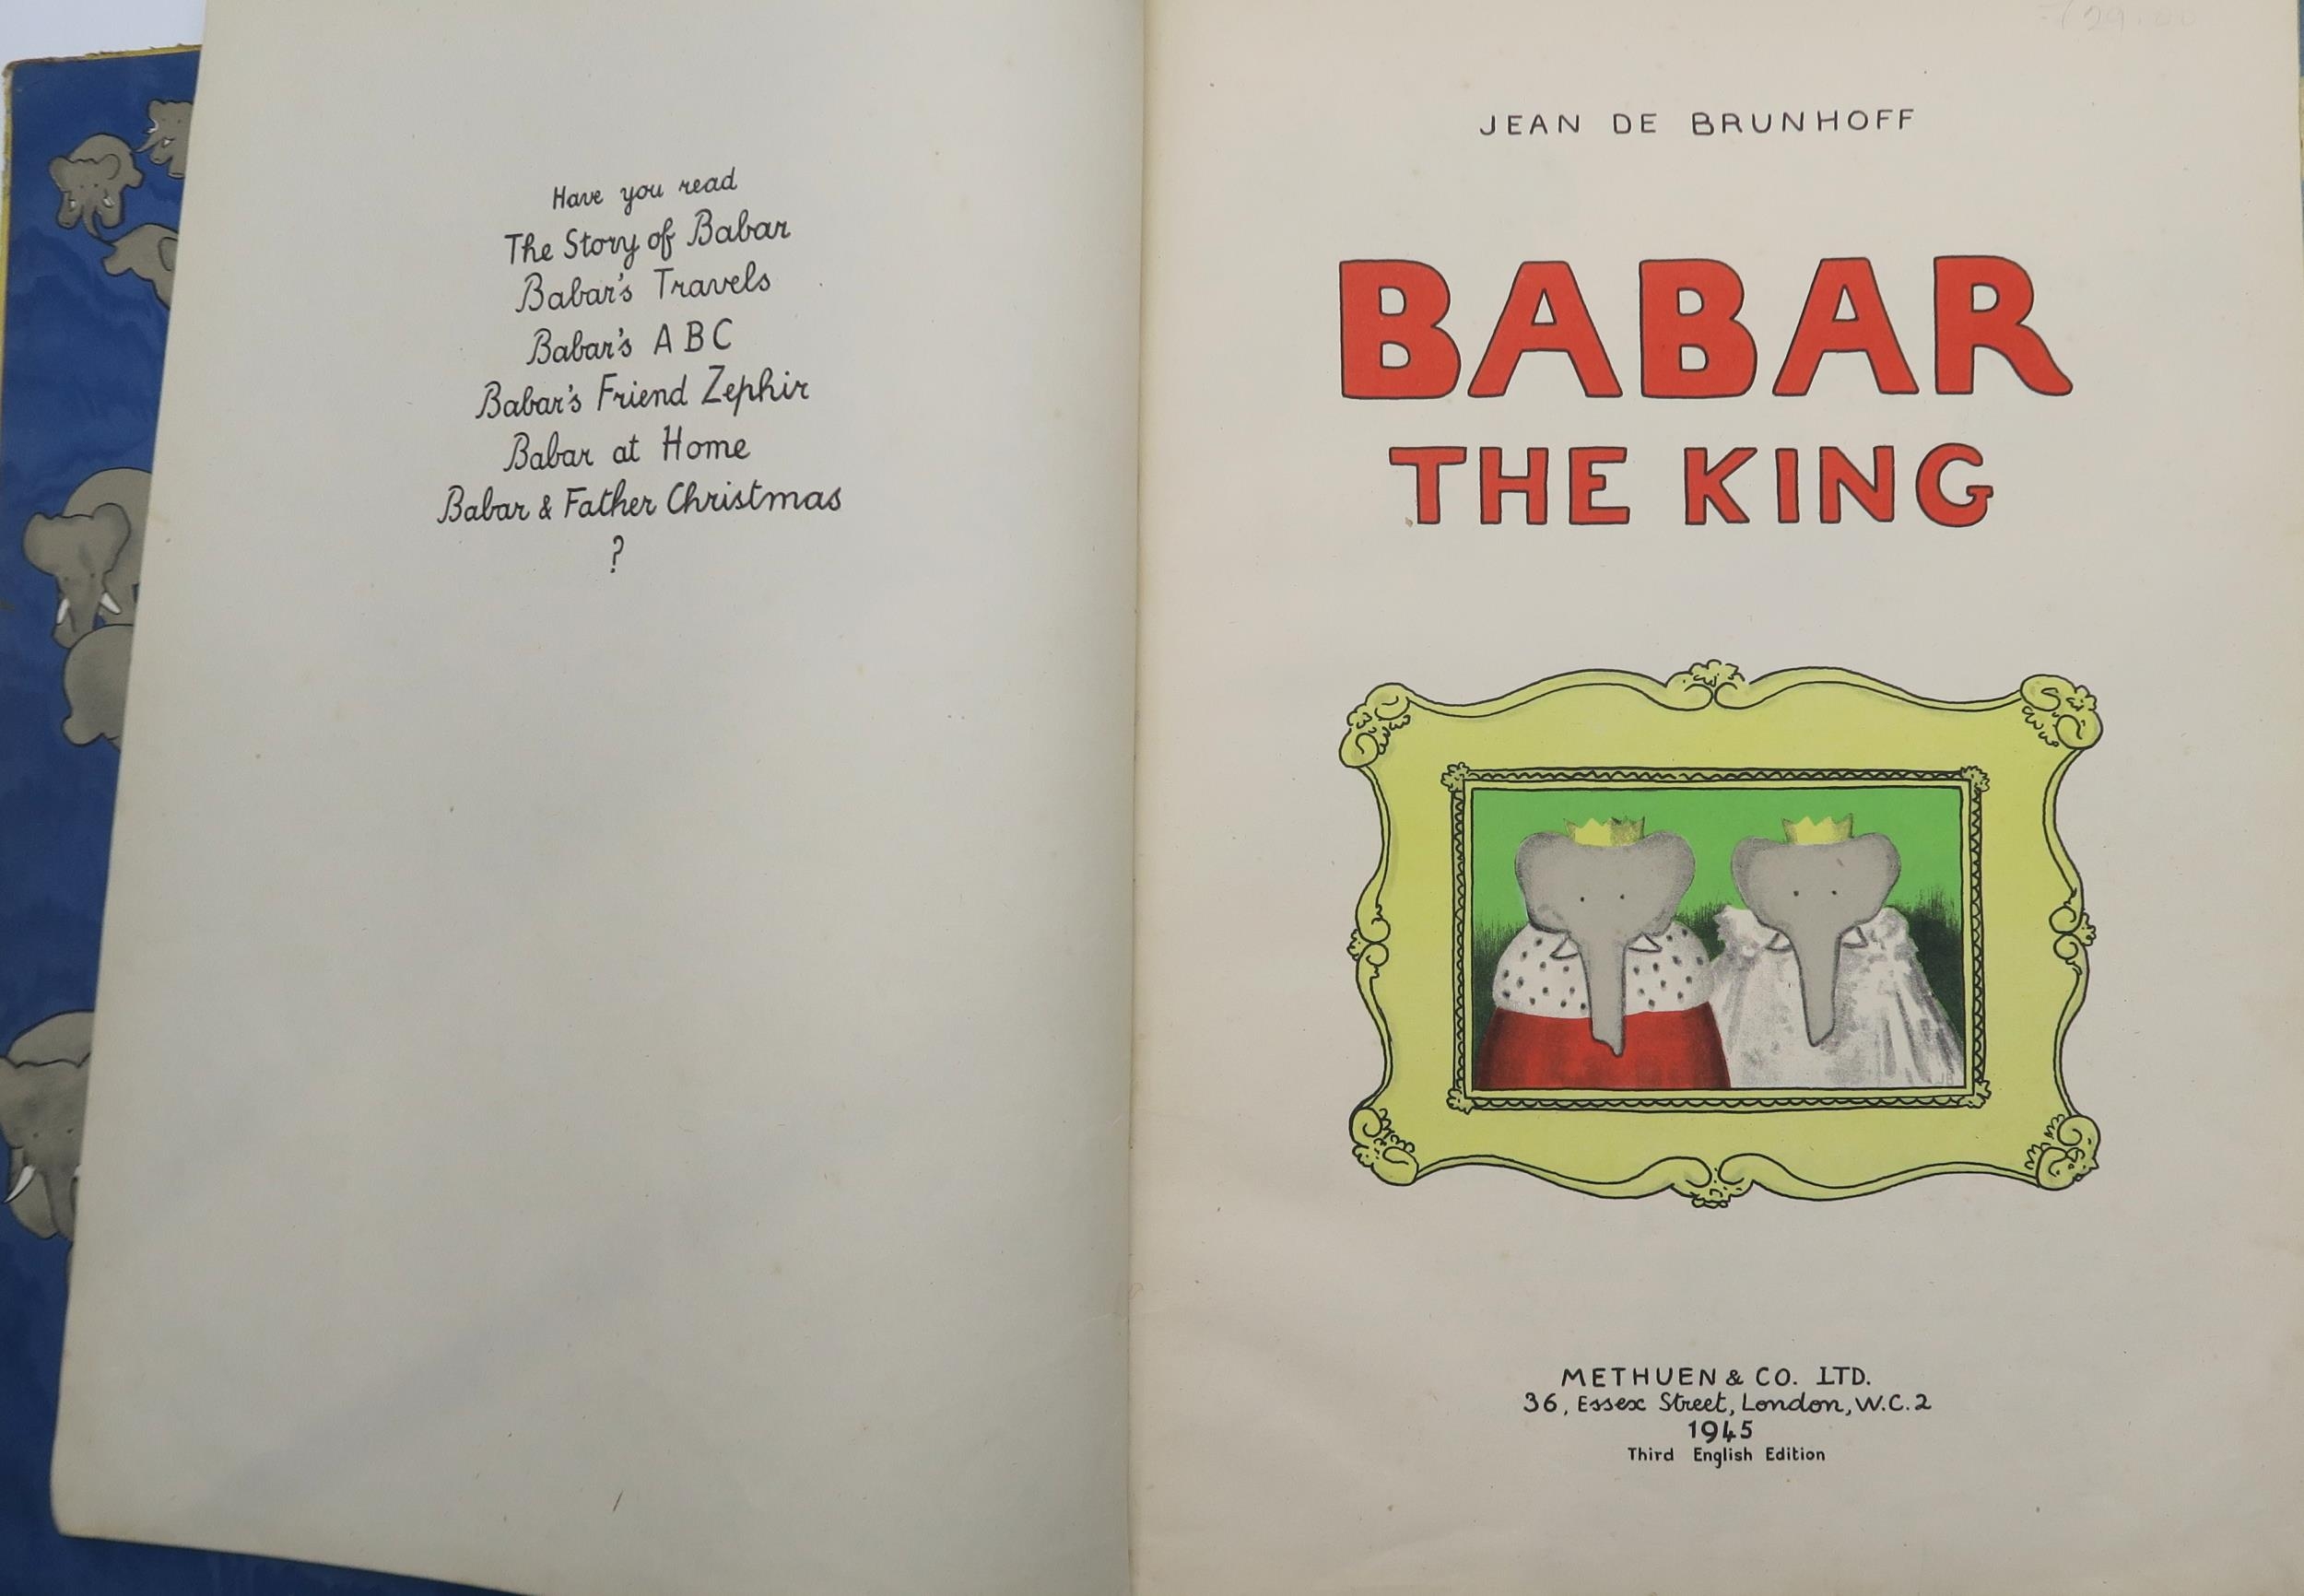 Have you read
The Story of Babar
Babar's Travels
Babar's A B C
Babar's Friend Zephir
Babar at Home
Babar & Father Christmas
?
JEAN DE BRUNHOFF
BABAR
THE KING
METHUEN & CO. LTD.
36, Essex Street, London, W.C.2
1945
Third English Edition